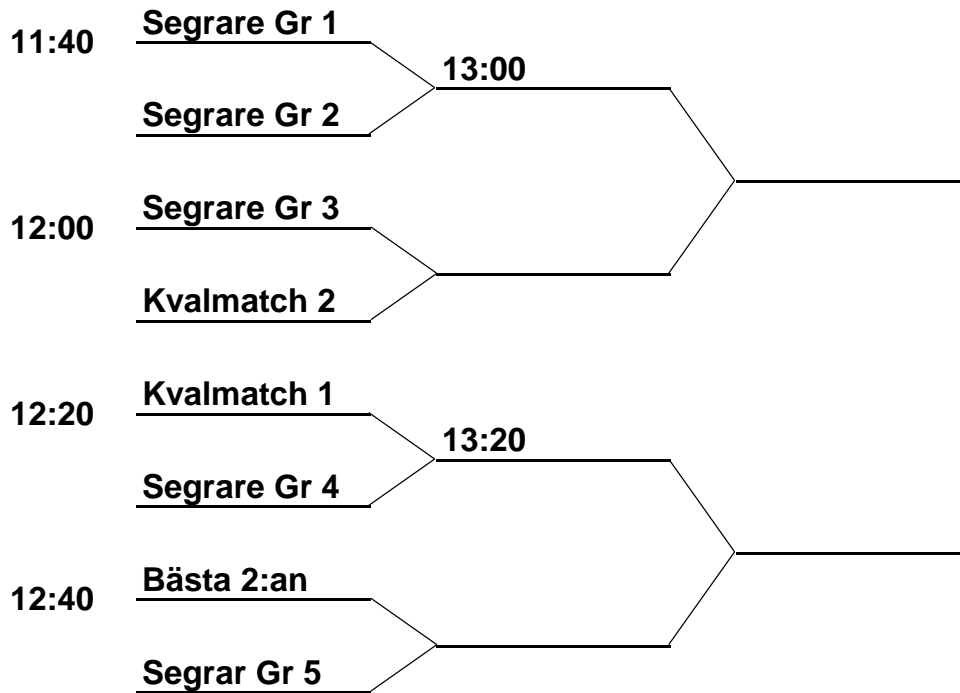 Segrare Gr 1
11:40
13:00
Segrare Gr 2
Segrare Gr 3
12:00
Kvalmatch 2
Kvalmatch 1
12:20
13:20
Segrare Gr 4
Bästa 2:an
12:40
Segrar Gr 5